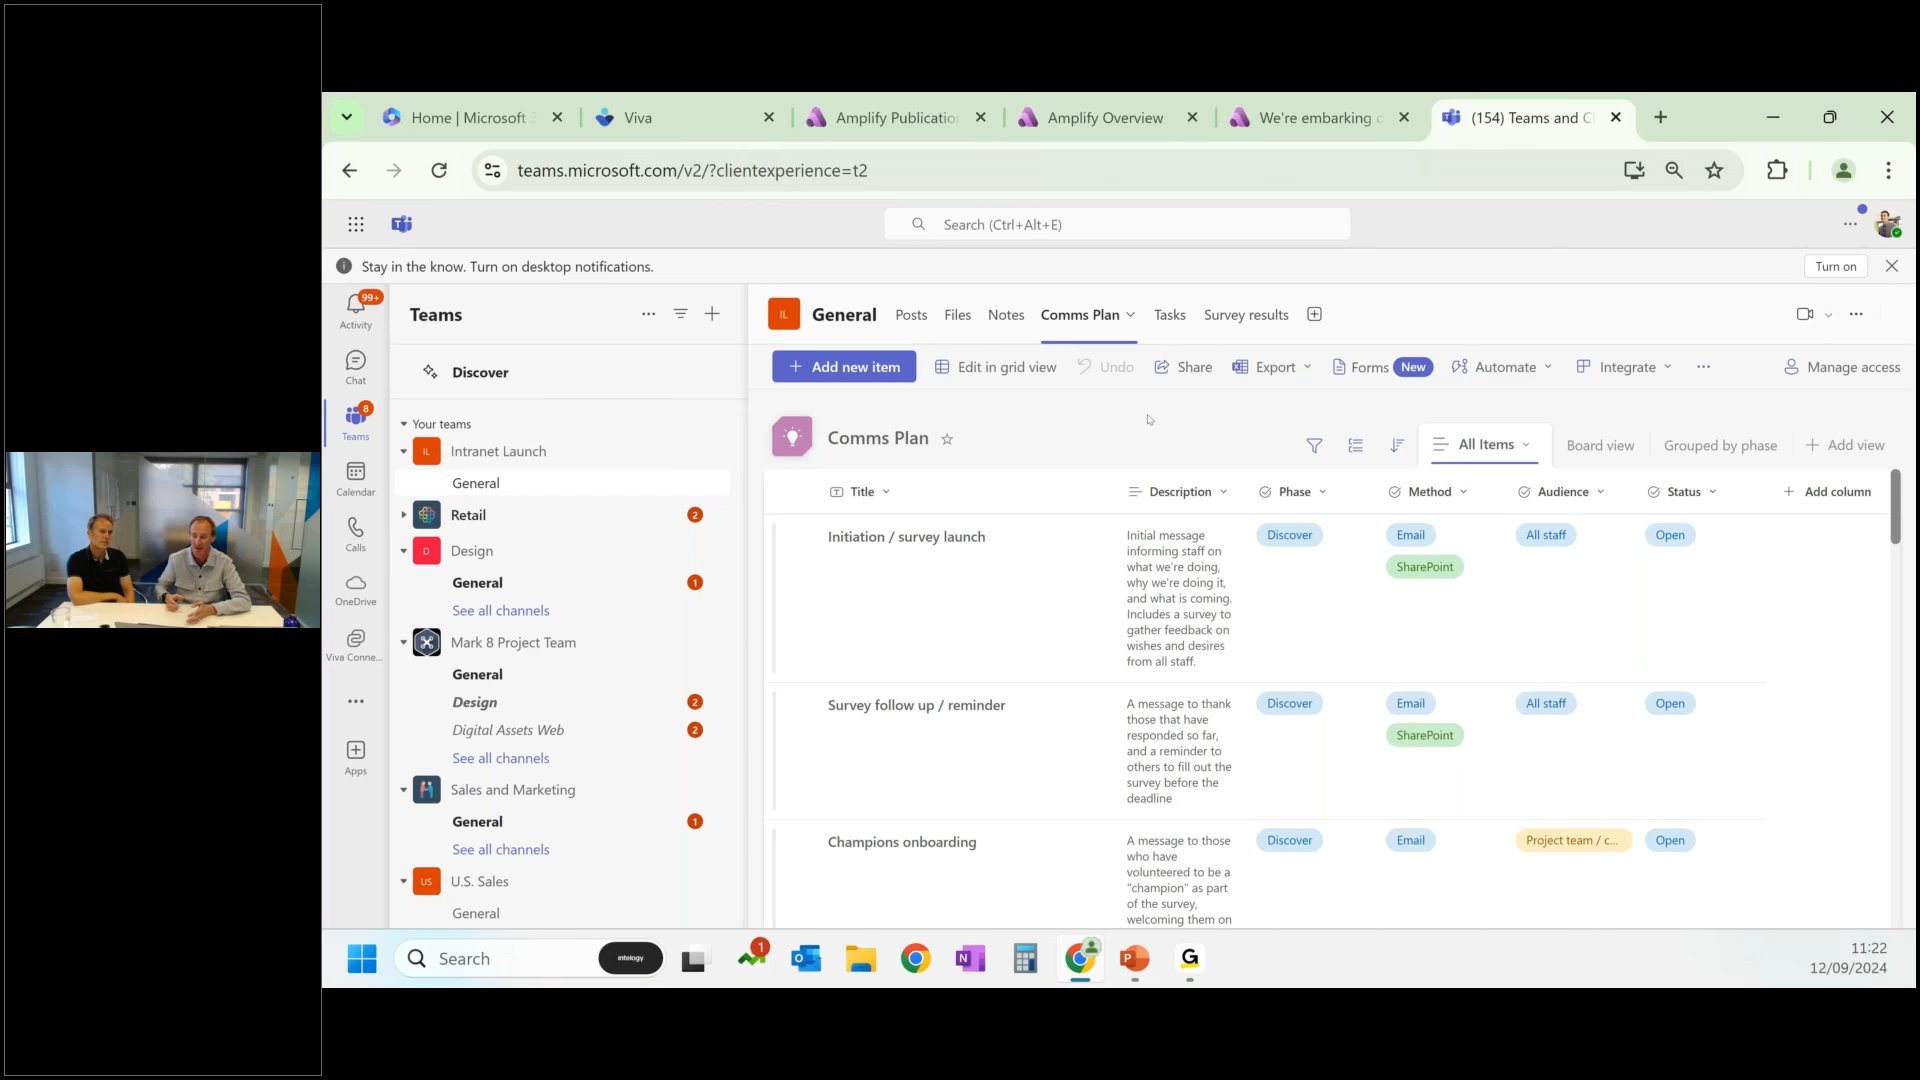 Home | Microsoft 3
Viva
Amplify Publicatio
Amplify Overview
We're embarking o
(154) Teams and C
teams.microsoft.com/v2/?clientexperience=t2
Search (Ctrl+Alt+E)
Stay in the know. Turn on desktop notifications.
Turn on
99+
Activity
Chat
8
Teams
Calendar
Calls
OneDrive
Viva Conne...
Apps
Teams
Discover
Your teams
IL
Intranet Launch
General
Retail
2
D
Design
General
1
See all channels
Mark 8 Project Team
General
Design
2
Digital Assets Web
2
See all channels
Sales and Marketing
General
1
See all channels
US
U.S. Sales
General
IL
General
Posts
Files
Notes
Comms Plan
Tasks
Survey results
Add new item
Edit in grid view
Undo
Share
Export
Forms
New
Automate
Integrate
Manage access
Comms Plan
All Items
Board view
Grouped by phase
Add view
Title
Description
Phase
Method
Audience
Status
Add column
Initiation / survey launch
Initial message
informing staff on
what we're doing,
why we're doing it,
and what is coming.
Includes a survey to
gather feedback on
wishes and desires
from all staff.
Discover
Email
SharePoint
All staff
Open
Survey follow up / reminder
A message to thank
those that have
responded so far,
and a reminder to
others to fill out the
survey before the
deadline
Discover
Email
SharePoint
All staff
Open
Champions onboarding
A message to those
who have
volunteered to be a
"champion" as part
of the survey,
welcoming them on
Discover
Email
Project team / c...
Open
Search
intelogy
1
11:22
12/09/2024